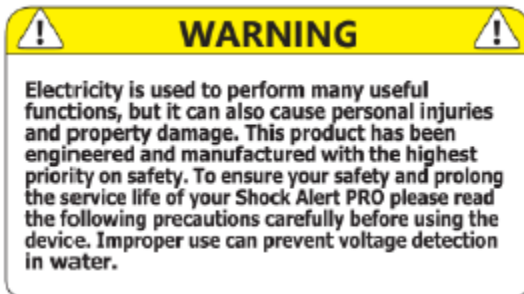 WARNING
Electricity is used to perform many useful
functions, but it can also cause personal injuries
and property damage. This product has been
engineered and manufactured with the highest
priority on safety. To ensure your safety and prolong
the service life of your Shock Alert PRO please read
the following precautions carefully before using the
device. Improper use can prevent voltage detection
in water.